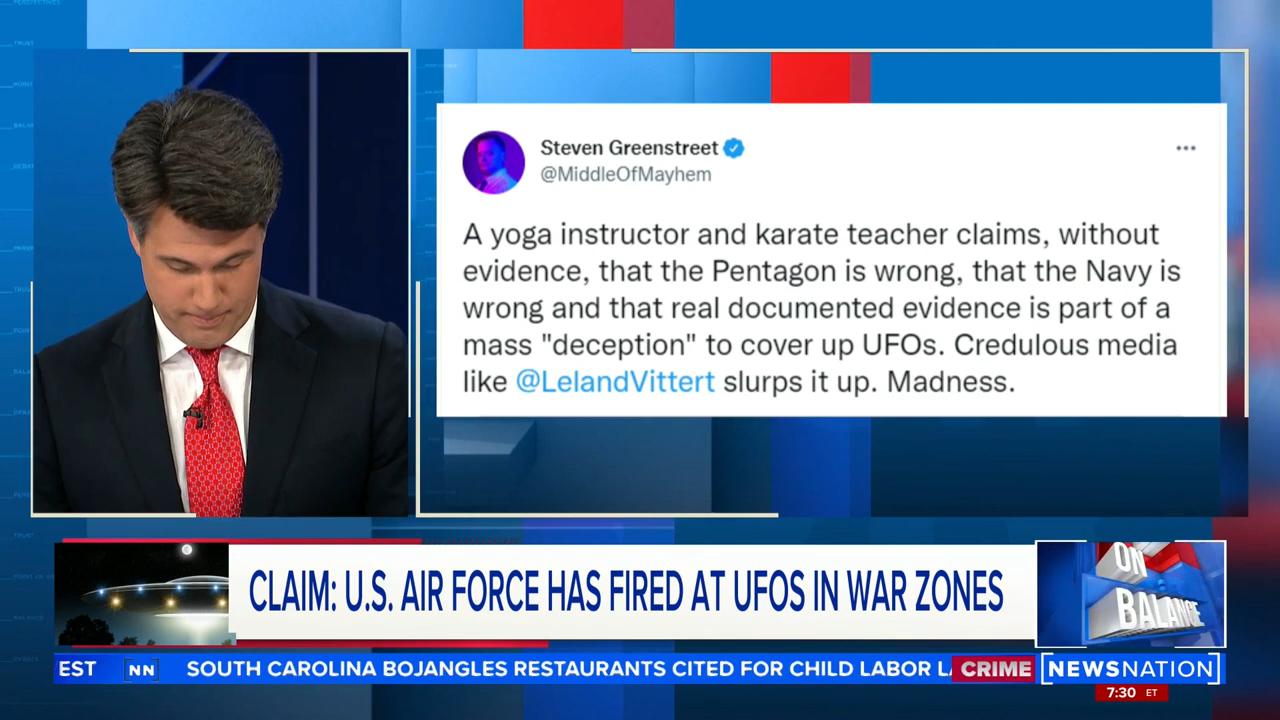 Steven Greenstreet
@MiddleOfMayhem
A yoga instructor and karate teacher claims, without
evidence, that the Pentagon is wrong, that the Navy is
wrong and that real documented evidence is part of a
mass "deception" to cover up UFOs. Credulous media
like @LelandVittert slurps it up. Madness.
CLAIM: U.S. AIR FORCE HAS FIRED AT UFOS IN WAR ZONES
ON
BALANCE
EST NN SOUTH CAROLINA BOJANGLES RESTAURANTS CITED FOR CHILD LABOR CRIME NEWSNATION
7:30 ET